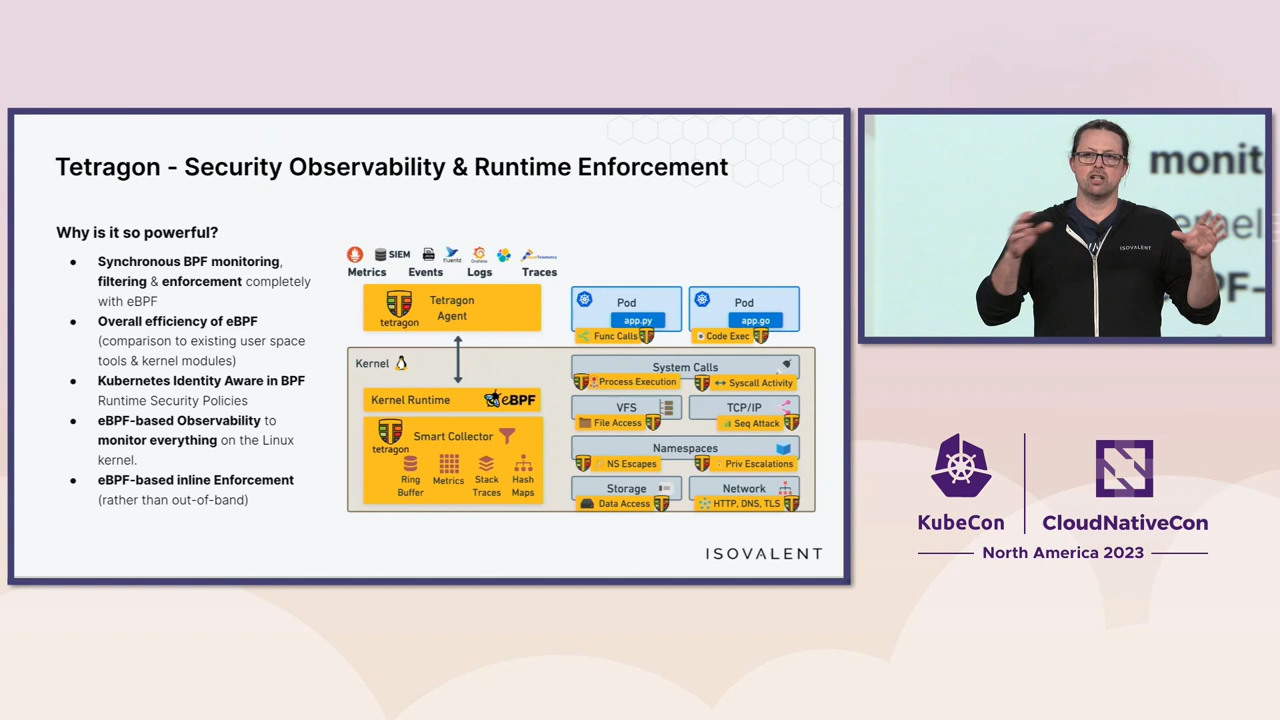 Tetragon - Security Observability & Runtime Enforcement
Why is it so powerful?
● Synchronous BPF monitoring,
filtering & enforcement completely
with eBPF
● Overall efficiency of eBPF
(comparison to existing user space
tools & kernel modules)
● Kubernetes Identity Aware in BPF
Runtime Security Policies
● eBPF-based Observability to
monitor everything on the Linux
kernel.
● eBPF-based inline Enforcement
(rather than out-of-band)
SIEM
fluentd
Grafana
Metrics
Events
Logs
Traces
tetragon
Tetragon
Agent
Pod
app.py
Func Calls
Pod
app.go
Code Exec
Kernel
Kernel Runtime
eBPF
tetragon
Smart Collector
Ring
Buffer
Metrics
Stack
Traces
Hash
Maps
System Calls
Process Execution
Syscall Activity
VFS
File Access
TCP/IP
Seq Attack
Namespaces
NS Escapes
Priv Escalations
Storage
Data Access
Network
HTTP, DNS, TLS
ISOVALENT
monit
ernel
PF-
ISOVALENT
KubeCon
CloudNativeCon
North America 2023